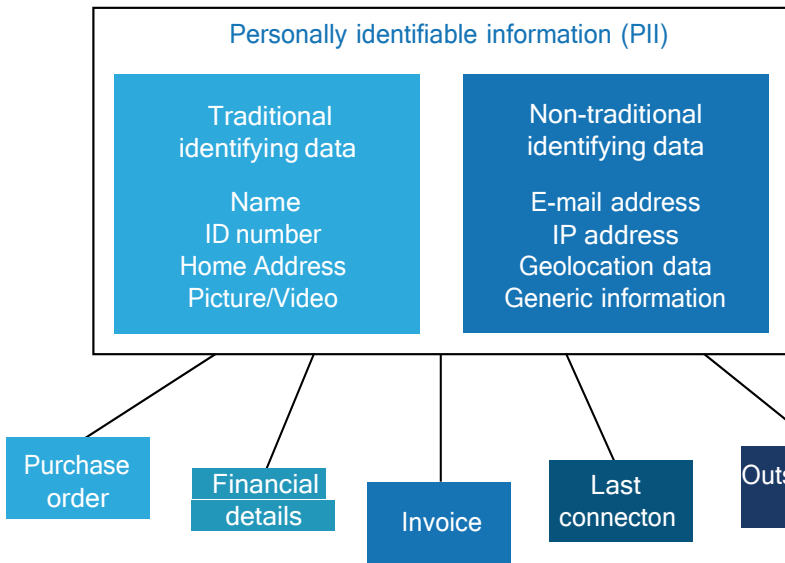 Personally identifiable information (PII)
Traditional
identifying data
Name
ID number
Home Address
Picture/Video
Non-traditional
identifying data
E-mail address
IP address
Geolocation data
Generic information
Purchase
order
Financial
details
Invoice
Last
connecton
Outs